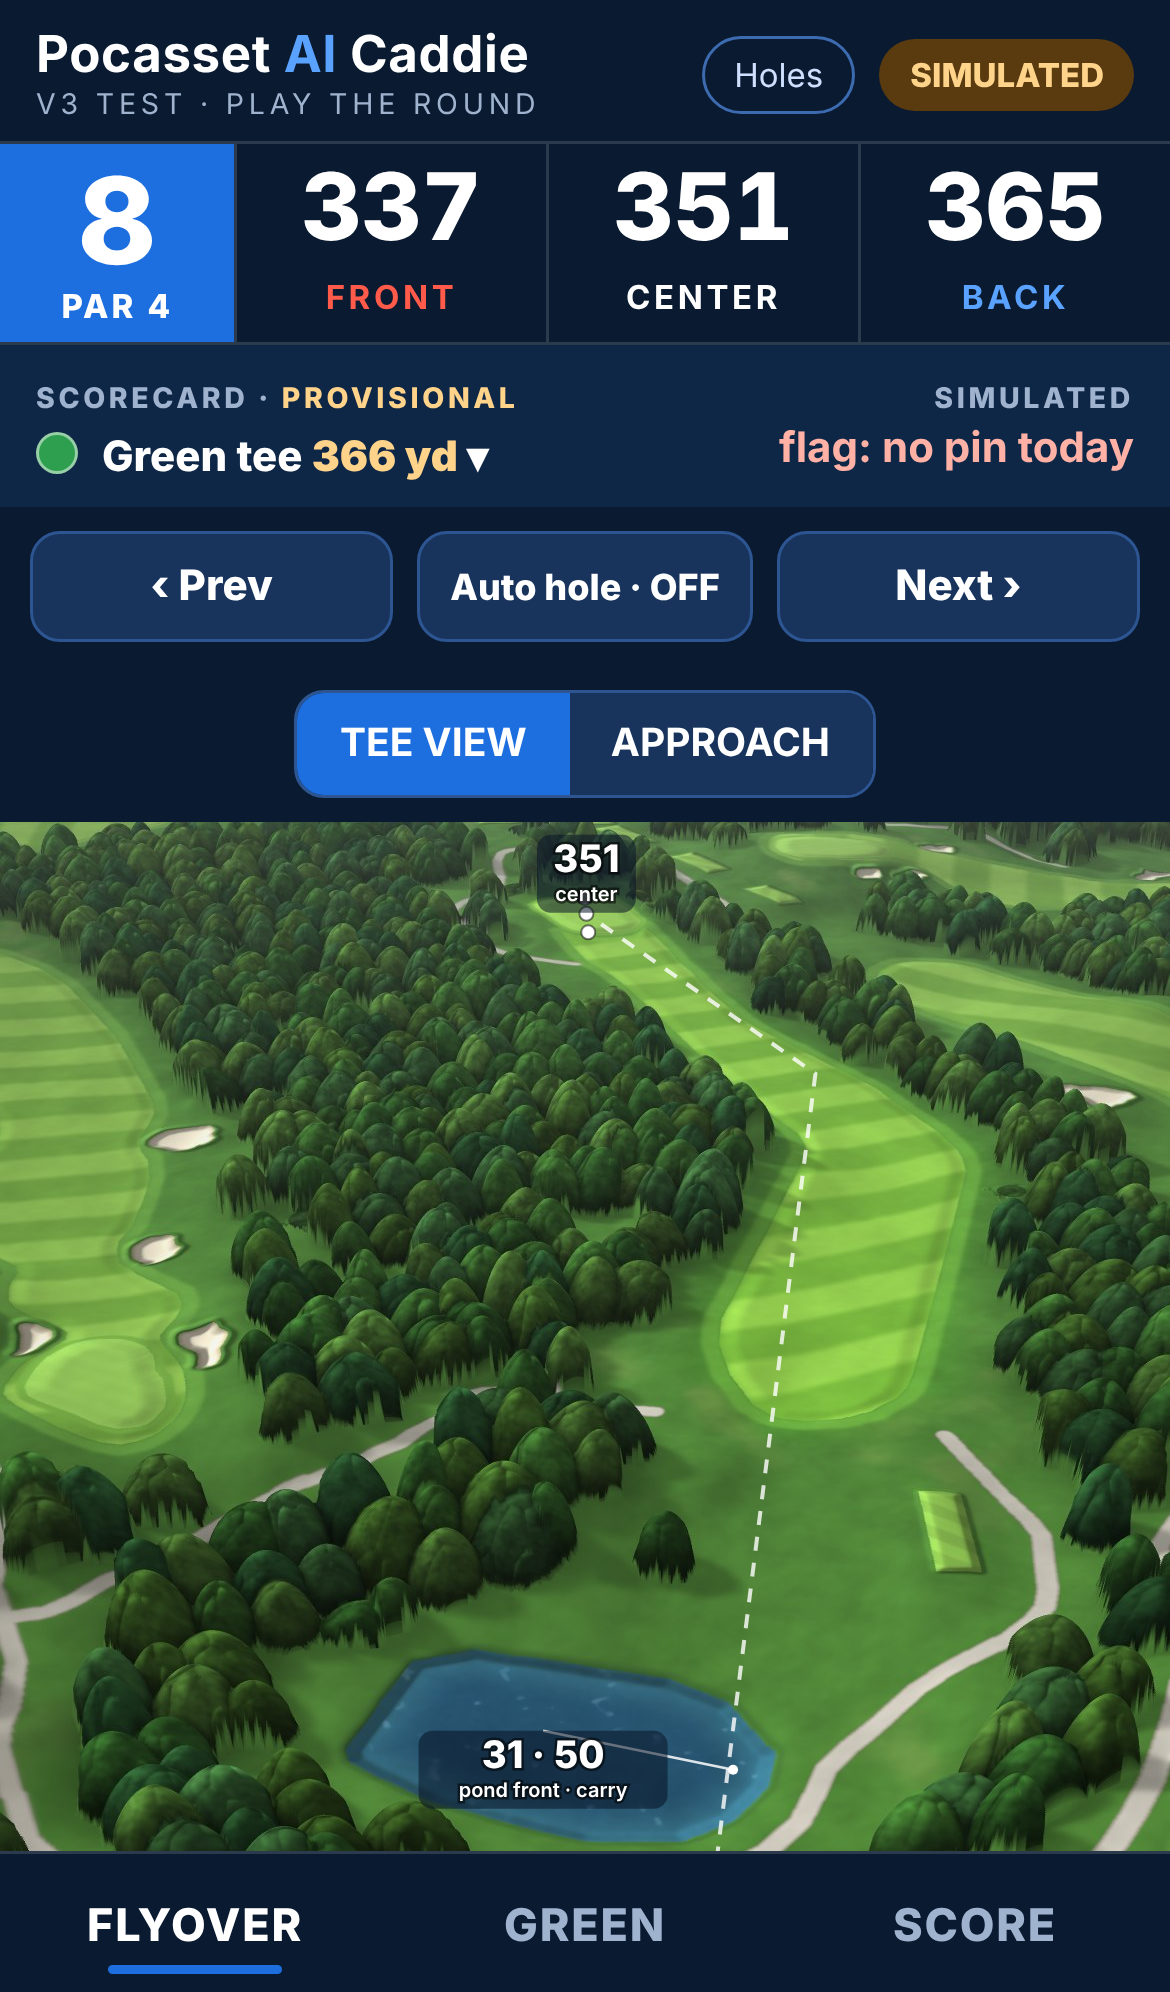 Pocasset AI Caddie
V3 TEST · PLAY THE ROUND
Holes
SIMULATED
8
PAR 4
337
FRONT
351
CENTER
365
BACK
SCORECARD · PROVISIONAL
Green tee 366 yd ▾
SIMULATED
flag: no pin today
‹ Prev
Auto hole · OFF
Next ›
TEE VIEW
APPROACH
351
center
31 · 50
pond front · carry
FLYOVER
GREEN
SCORE